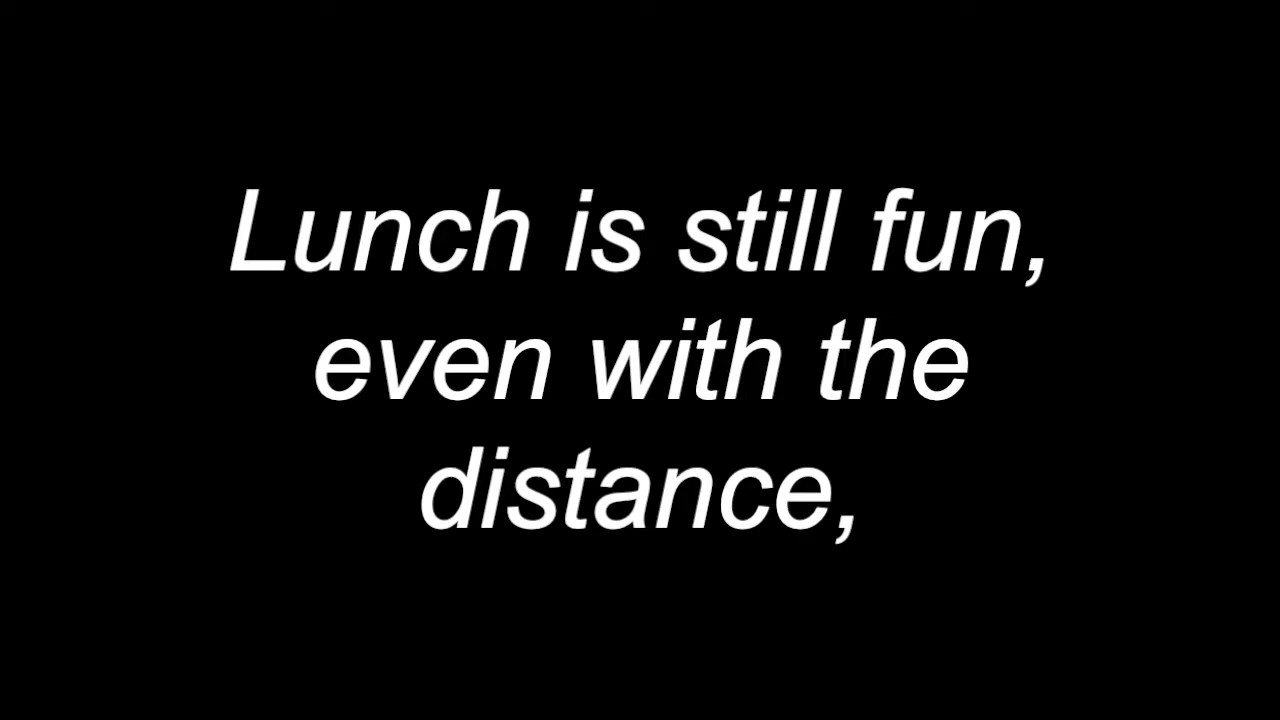 Lunch is still fun,
even with the
distance,